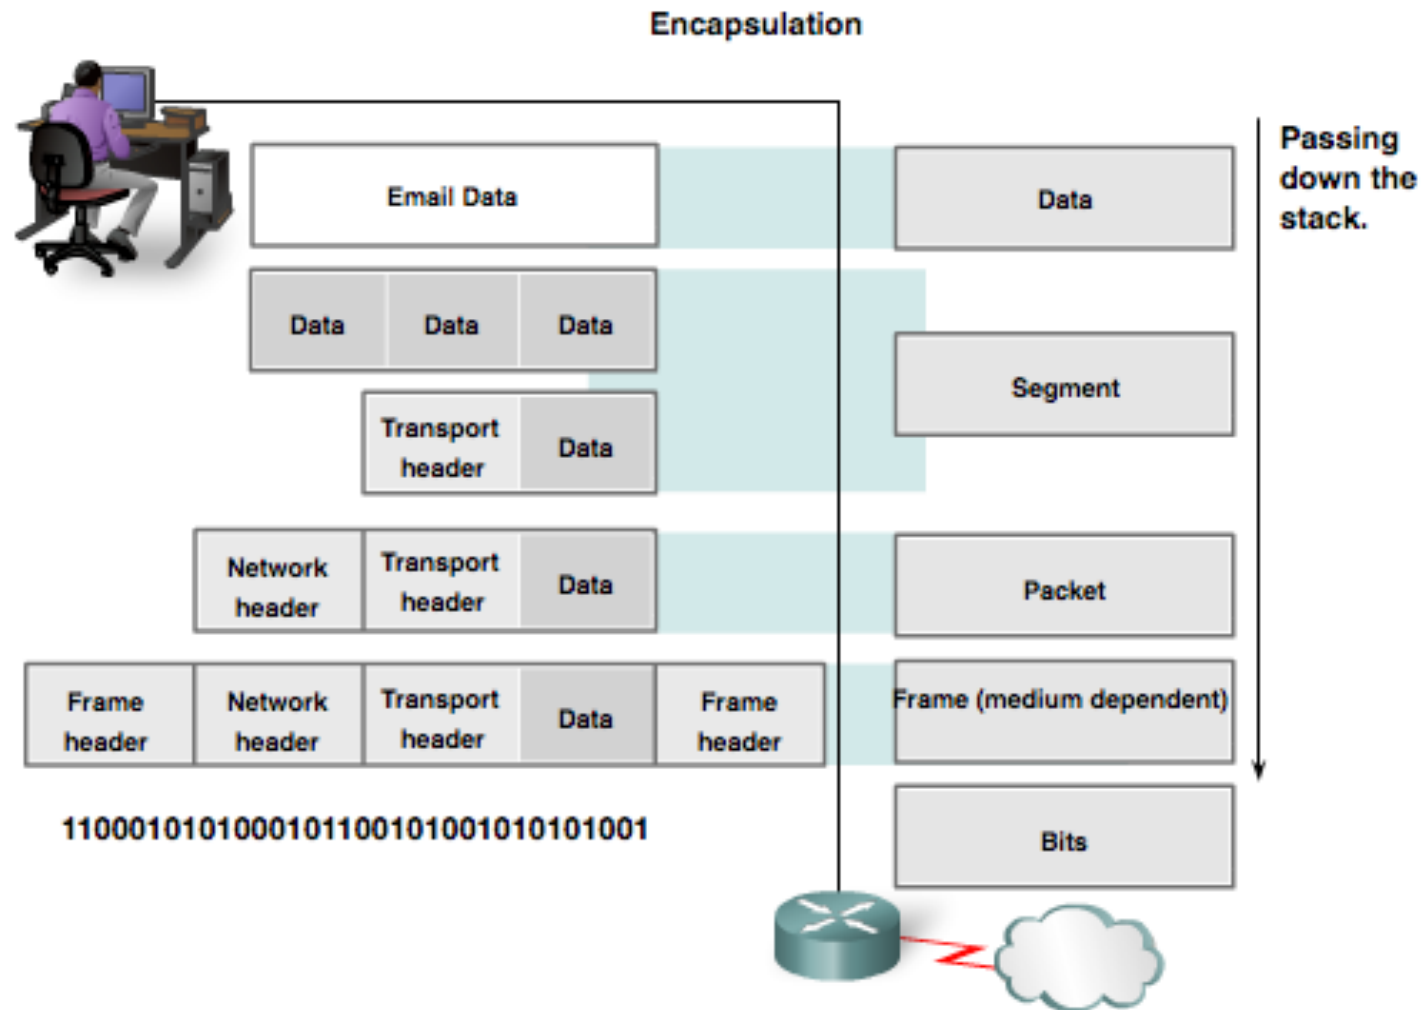 Encapsulation
Passing
down the
stack.
Email Data
Data
Data
Data
Data
Segment
Transport
header
Data
Network
header
Transport
header
Data
Packet
Frame
header
Network
header
Transport
header
Data
Frame
header
Frame (medium dependent)
1100010101000101100101001010101001
Bits